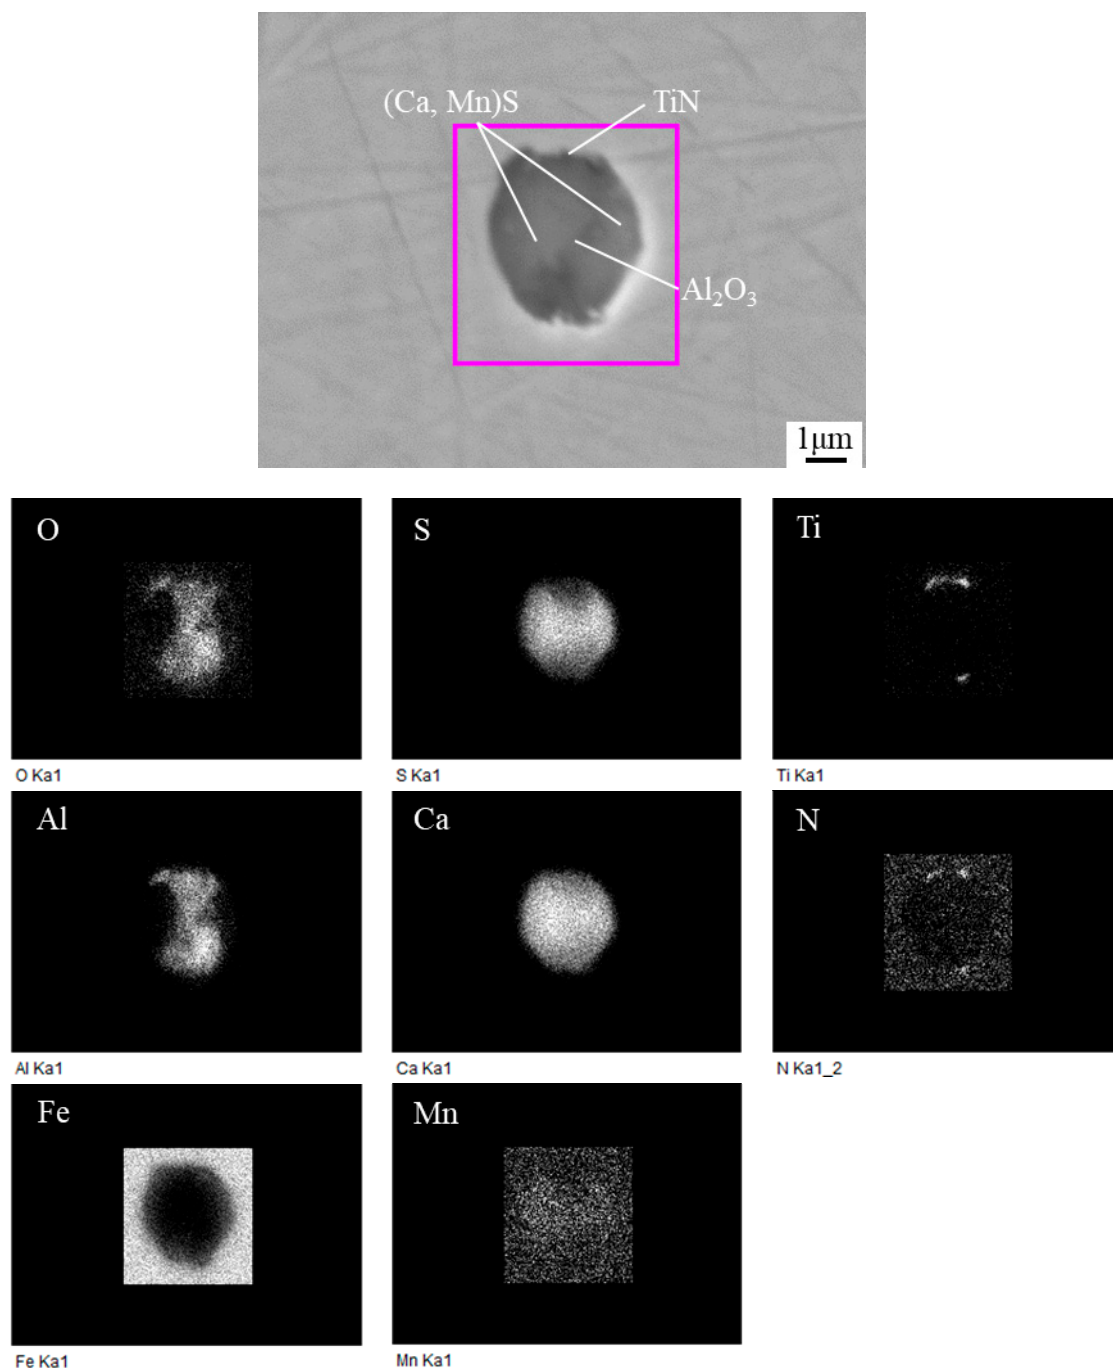 (Ca, Mn)S
TiN
Al₂O₃
1μm
O
S
Ti
O Ka1
S Ka1
Ti Ka1
Al
Ca
N
Al Ka1
Ca Ka1
N Ka1_2
Fe
Mn
Fe Ka1
Mn Ka1